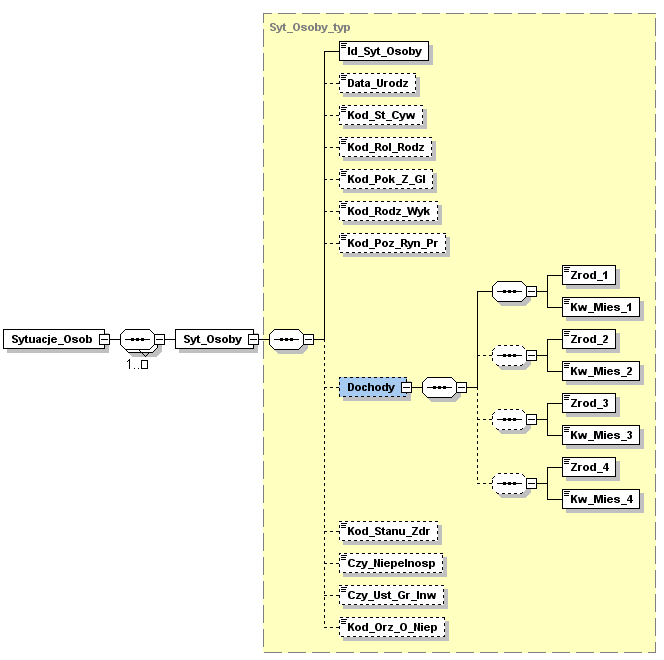 Syt_Osoby_typ
Id_Syt_Osoby
Data_Urodz
Kod_St_Cyw
Kod_Rol_Rodz
Kod_Pok_Z_Gl
Kod_Rodz_Wyk
Kod_Poz_Ryn_Pr
Zrod_1
Kw_Mies_1
Sytuacje_Osob
Syt_Osoby
1..
Zrod_2
Kw_Mies_2
Dochody
Zrod_3
Kw_Mies_3
Zrod_4
Kw_Mies_4
Kod_Stanu_Zdr
Czy_Niepelnosp
Czy_Ust_Gr_Inw
Kod_Orz_O_Niep